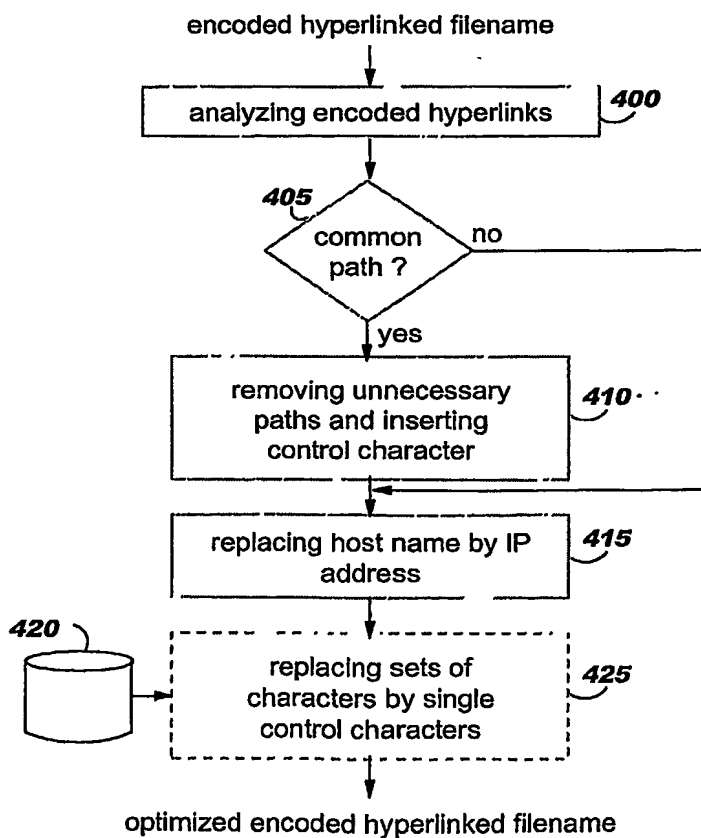 encoded hyperlinked filename
analyzing encoded hyperlinks
400
405
common
path ?
no
yes
removing unnecessary
paths and inserting
control character
410
replacing host name by IP
address
415
420
replacing sets of
characters by single
control characters
425
optimized encoded hyperlinked filename